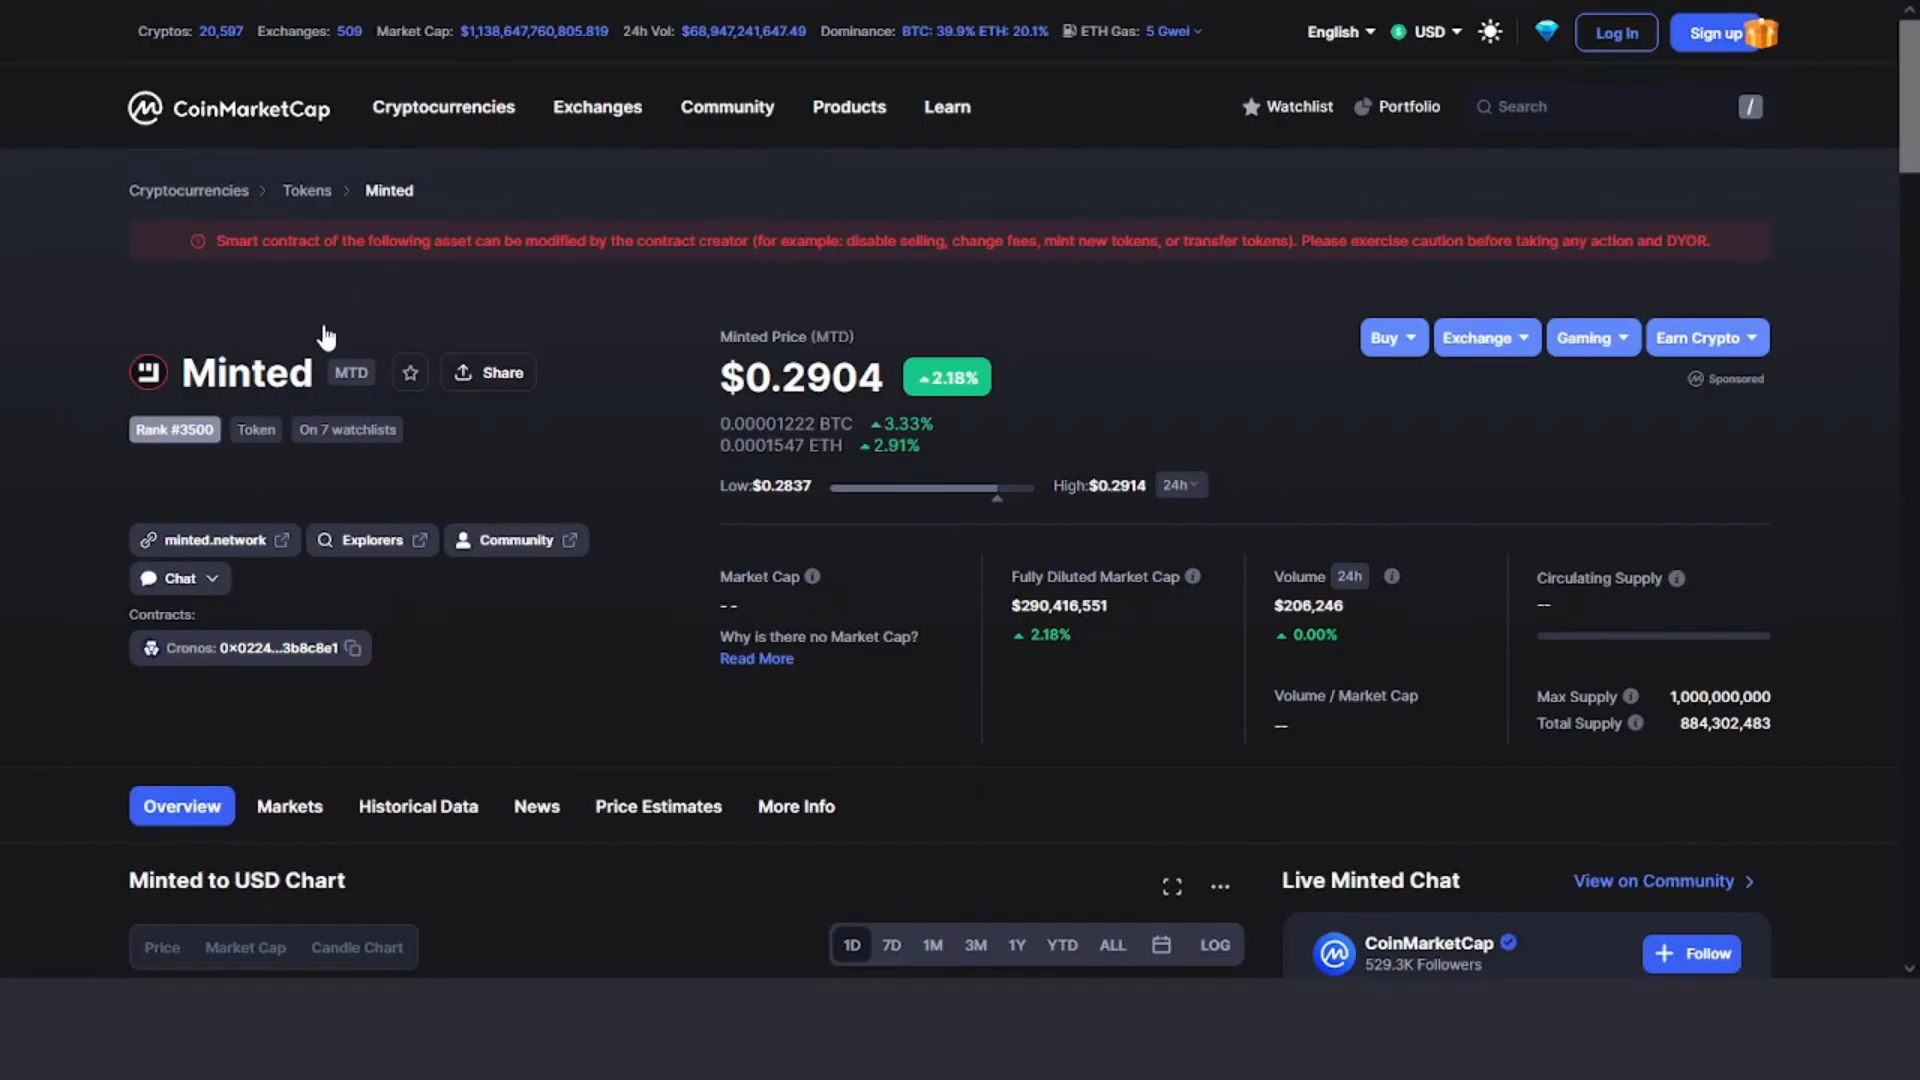 Cryptos: 20,597 Exchanges: 509 Market Cap: $1,138,647,760,805.819 24h Vol: $68,947,241,647.49 Dominance: BTC: 39.9% ETH: 20.1% ETH Gas: 5 Gwei English USD Log In Sign up
CoinMarketCap Cryptocurrencies Exchanges Community Products Learn Watchlist Portfolio Search /
Cryptocurrencies > Tokens > Minted
Smart contract of the following asset can be modified by the contract creator (for example: disable selling, change fees, mint new tokens, or transfer tokens). Please exercise caution before taking any action and DYOR.
Minted MTD Share
Rank #3500 Token On 7 watchlists
minted.network Explorers Community
Chat
Contracts:
Cronos: 0x0224...3b8c8e1
Minted Price (MTD)
$0.2904 2.18%
0.00001222 BTC 3.33%
0.0001547 ETH 2.91%
Low:$0.2837 High:$0.2914 24h
Buy Exchange Gaming Earn Crypto
Sponsored
Market Cap
- -
Why is there no Market Cap?
Read More
Fully Diluted Market Cap
$290,416,551
2.18%
Volume 24h
$206,246
0.00%
Volume / Market Cap
--
Circulating Supply
--
Max Supply 1,000,000,000
Total Supply 884,302,483
Overview Markets Historical Data News Price Estimates More Info
Minted to USD Chart
Price Market Cap Candle Chart
1D 7D 1M 3M 1Y YTD ALL LOG
Live Minted Chat View on Community >
CoinMarketCap
529.3K Followers
+ Follow